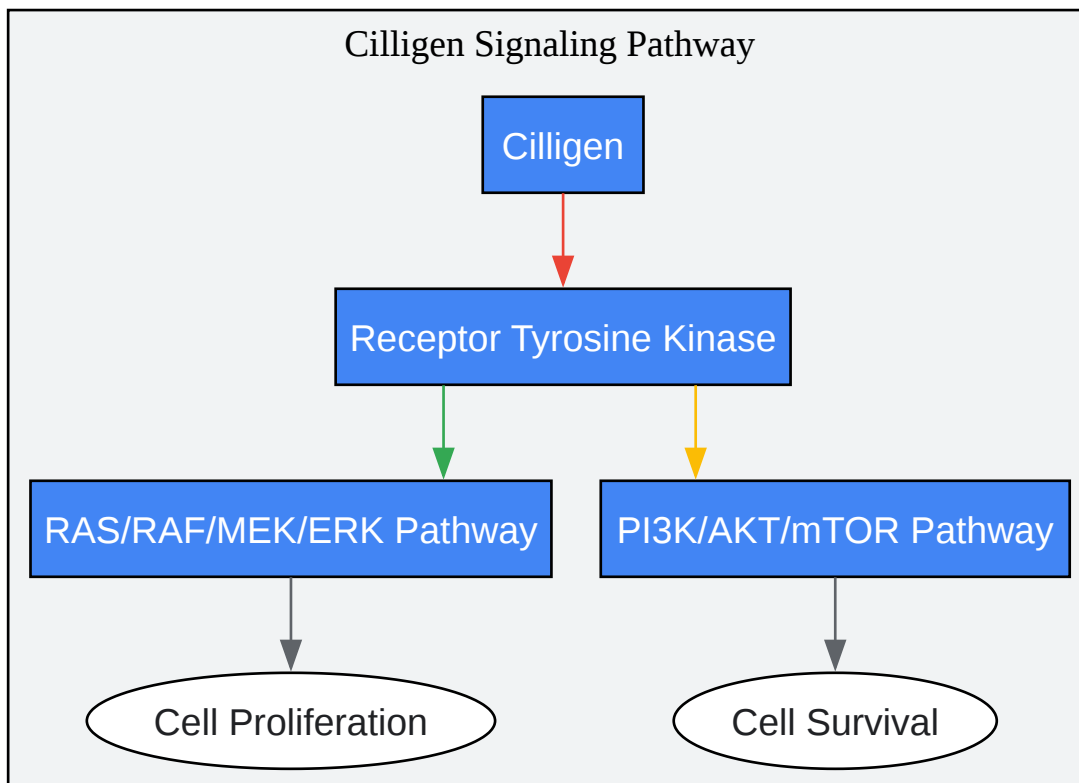 Cilligen Signaling Pathway
Cilligen
Receptor Tyrosine Kinase
RAS/RAF/MEK/ERK Pathway
PI3K/AKT/mTOR Pathway
Cell Proliferation
Cell Survival